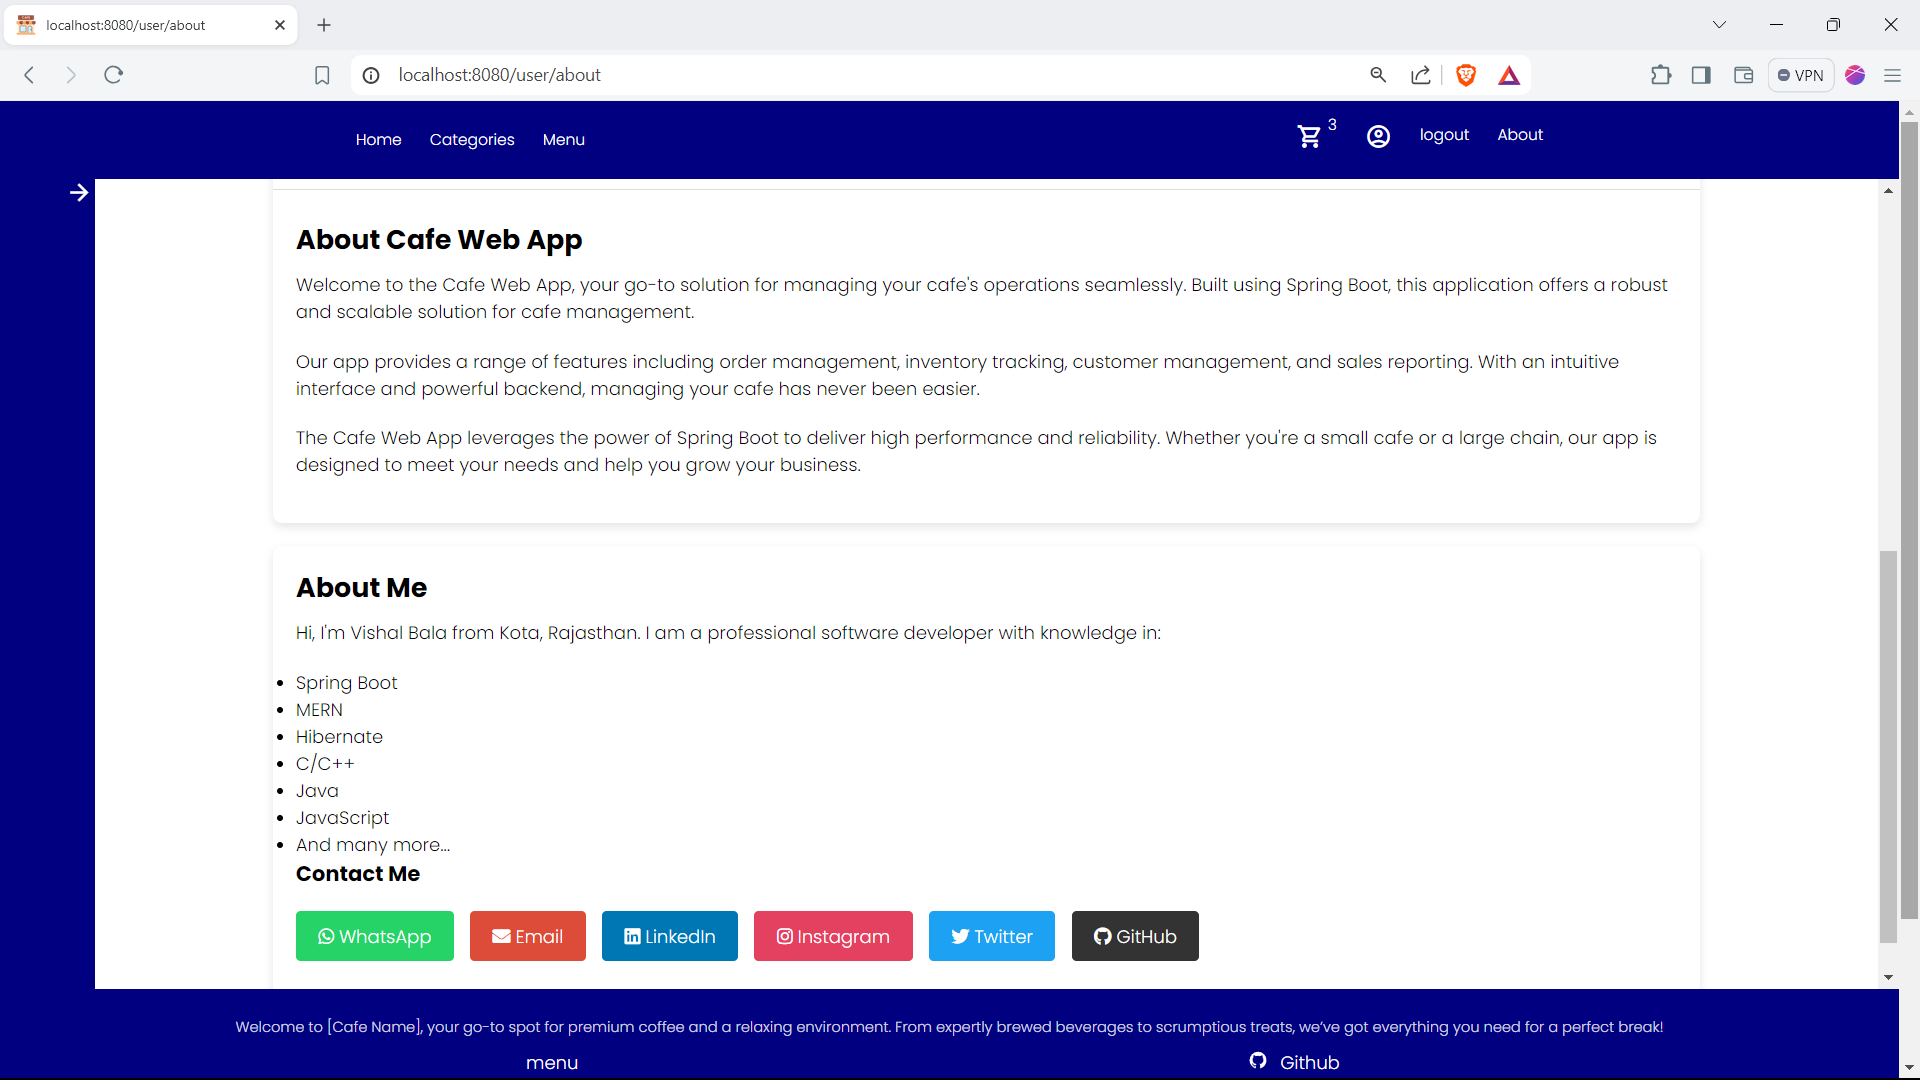 localhost:8080/user/about
localhost:8080/user/about
VPN
Home Categories Menu 3 logout About
About Cafe Web App
Welcome to the Cafe Web App, your go-to solution for managing your cafe's operations seamlessly. Built using Spring Boot, this application offers a robust
and scalable solution for cafe management.
Our app provides a range of features including order management, inventory tracking, customer management, and sales reporting. With an intuitive
interface and powerful backend, managing your cafe has never been easier.
The Cafe Web App leverages the power of Spring Boot to deliver high performance and reliability. Whether you're a small cafe or a large chain, our app is
designed to meet your needs and help you grow your business.
About Me
Hi, I'm Vishal Bala from Kota, Rajasthan. I am a professional software developer with knowledge in:
Spring Boot
MERN
Hibernate
C/C++
Java
JavaScript
And many more...
Contact Me
WhatsApp Email LinkedIn Instagram Twitter GitHub
Welcome to [Cafe Name], your go-to spot for premium coffee and a relaxing environment. From expertly brewed beverages to scrumptious treats, we've got everything you need for a perfect break!
menu Github